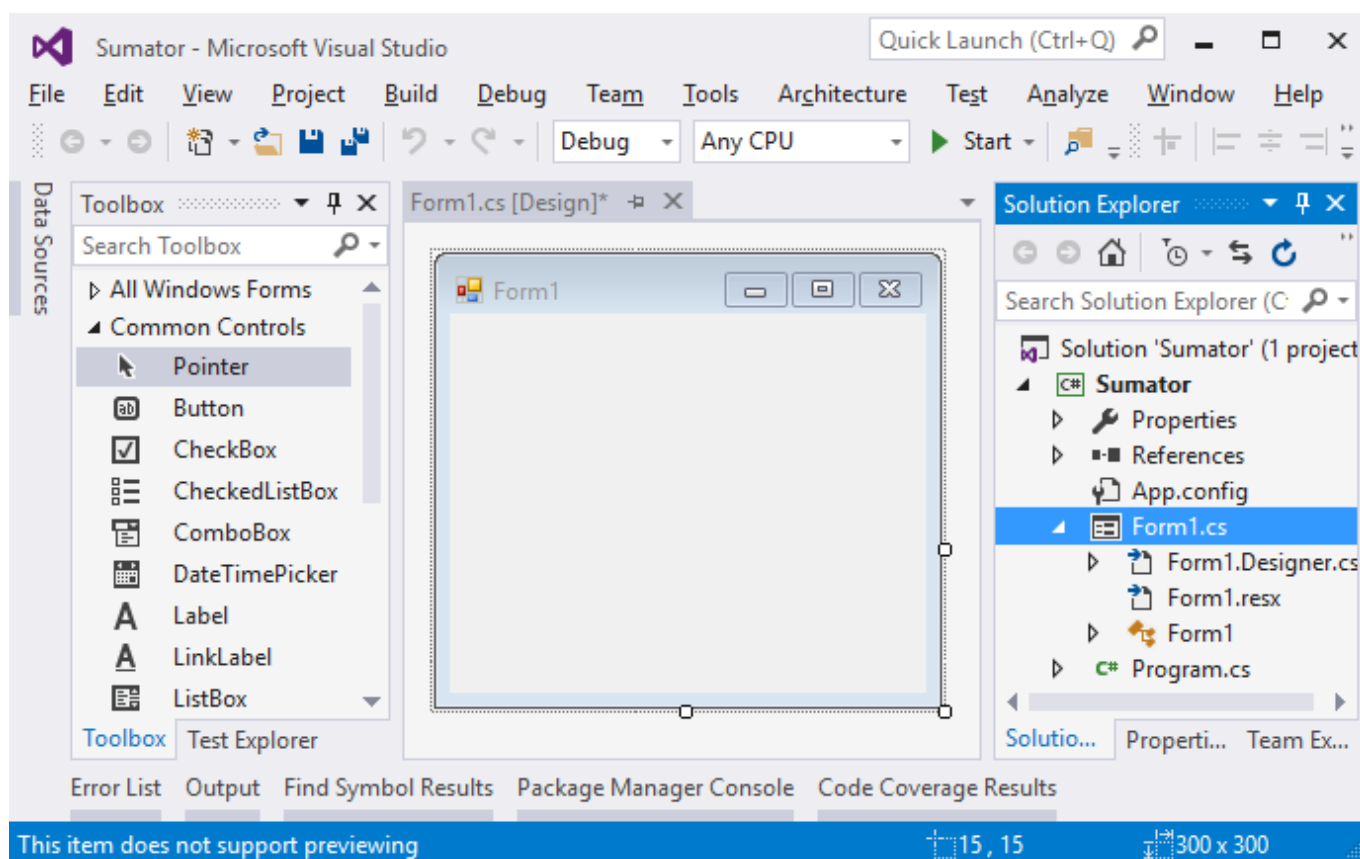 Sumator - Microsoft Visual Studio
Quick Launch (Ctrl+Q)
File Edit View Project Build Debug Team Tools Architecture Test Analyze Window Help
Debug Any CPU Start
Data Sources
Toolbox
Search Toolbox
All Windows Forms
Common Controls
Pointer
Button
CheckBox
CheckedListBox
ComboBox
DateTimePicker
Label
LinkLabel
ListBox
Toolbox Test Explorer
Form1.cs [Design]*
Form1
Solution Explorer
Search Solution Explorer (C
Solution 'Sumator' (1 project
C# Sumator
Properties
References
App.config
Form1.cs
Form1.Designer.cs
Form1.resx
Form1
C# Program.cs
Solutio... Properti... Team Ex...
Error List Output Find Symbol Results Package Manager Console Code Coverage Results
This item does not support previewing 15 , 15 300 x 300